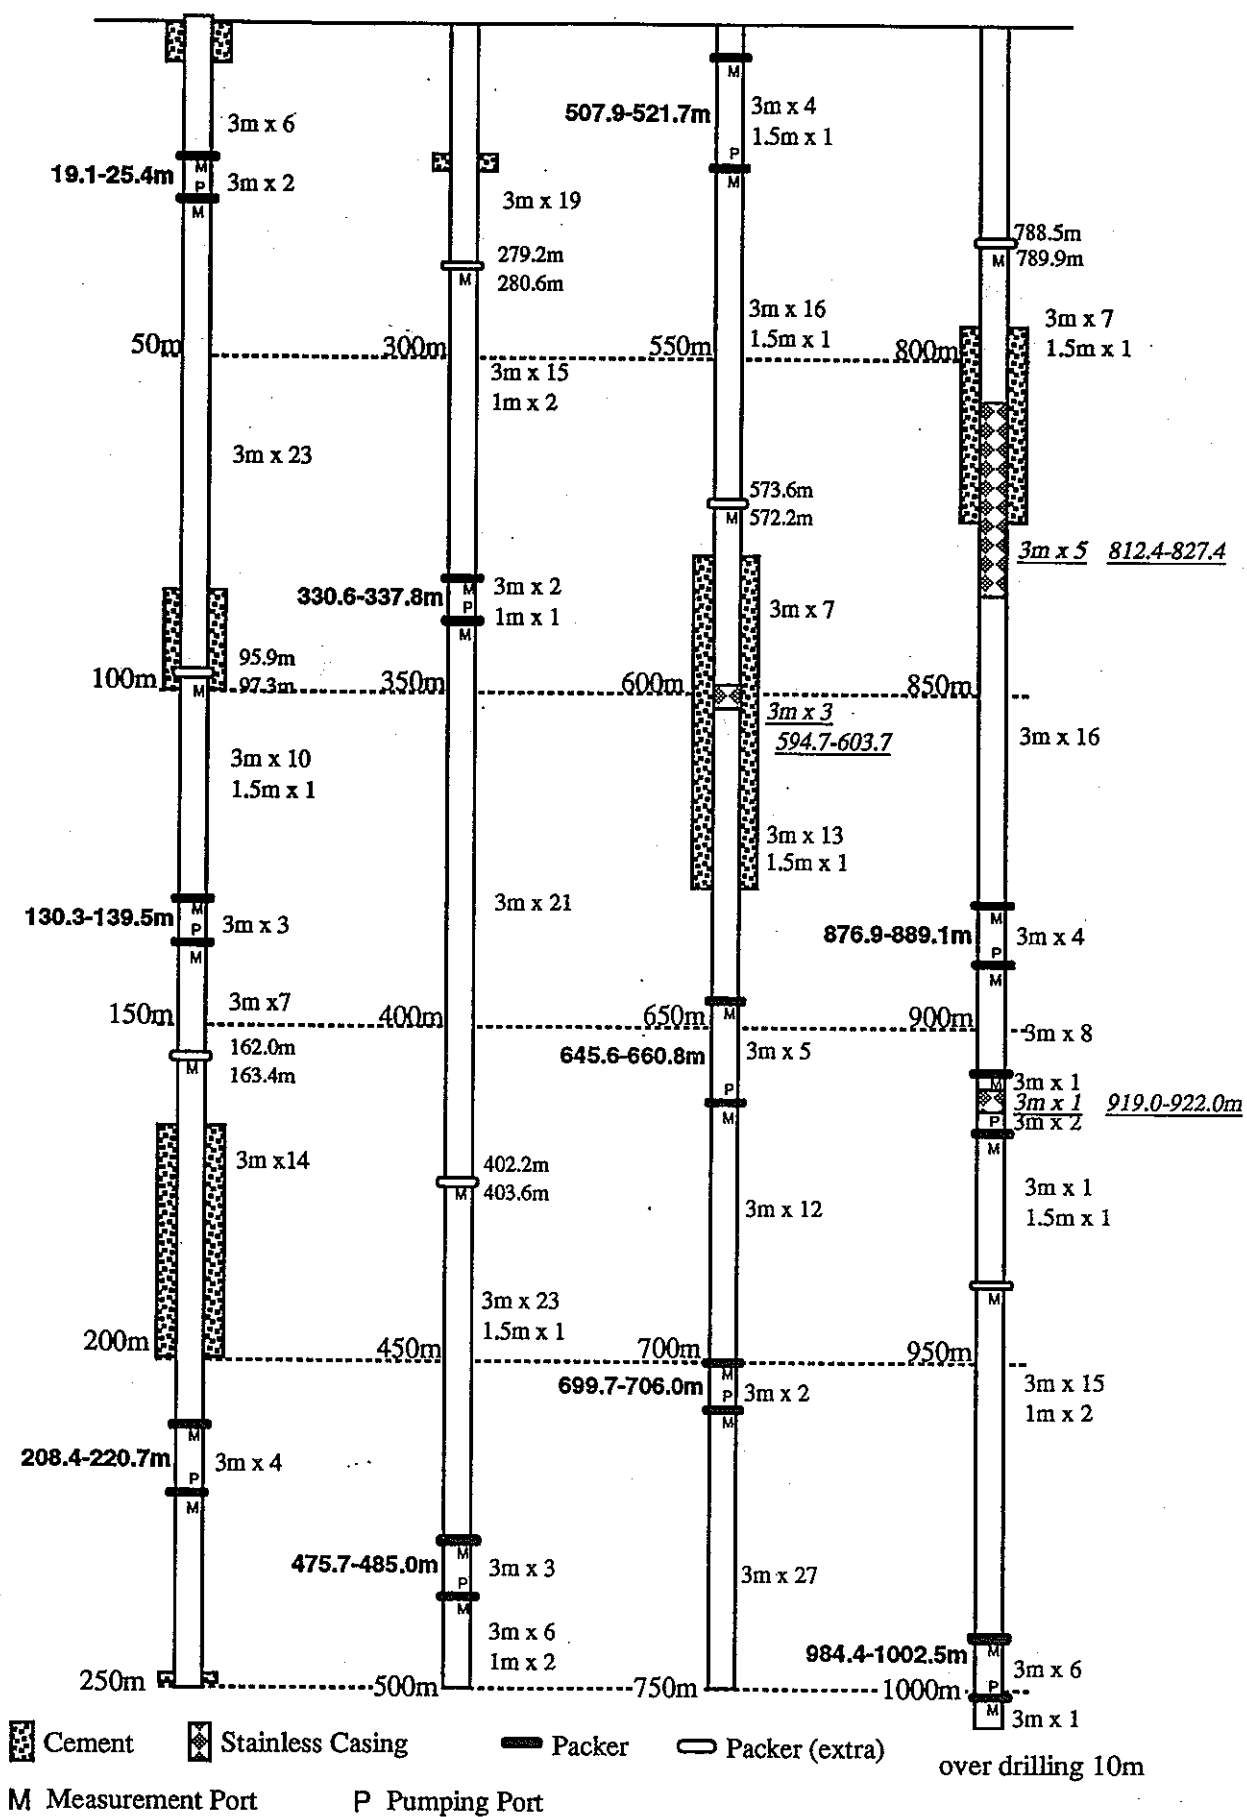 3m x 6
M
19.1-25.4m
P
3m x 2
M
50m
3m x 23
95.9m
100m
97.3m
M
3m x 10
1.5m x 1
M
130.3-139.5m
P
3m x 3
M
150m
3m x7
162.0m
M
163.4m
3m x14
200m
M
208.4-220.7m
3m x 4
P
M
250m
3m x 19
279.2m
M
280.6m
300m
3m x 15
1m x 2
M
3m x 2
330.6-337.8m
P
1m x 1
M
350m
3m x 21
400m
402.2m
M
403.6m
3m x 23
1.5m x 1
450m
M
475.7-485.0m
3m x 3
P
M
3m x 6
1m x 2
500m
M
507.9-521.7m
3m x 4
1.5m x 1
P
M
3m x 16
1.5m x 1
550m
573.6m
M
572.2m
3m x 7
600m
3m x 3
594.7-603.7
3m x 13
1.5m x 1
M
650m
645.6-660.8m
3m x 5
P
M
3m x 12
700m
M
699.7-706.0m
P
3m x 2
M
3m x 27
750m
788.5m
M
789.9m
3m x 7
1.5m x 1
800m
3m x 5 812.4-827.4
850m
3m x 16
M
876.9-889.1m
3m x 4
P
M
900m
3m x 8
M
3m x 1
3m x 1 919.0-922.0m
P
3m x 2
M
3m x 1
1.5m x 1
M
950m
3m x 15
1m x 2
M
984.4-1002.5m
3m x 6
P
1000m
M
3m x 1
Cement
Stainless Casing
Packer
Packer (extra)
over drilling 10m
M Measurement Port
P Pumping Port